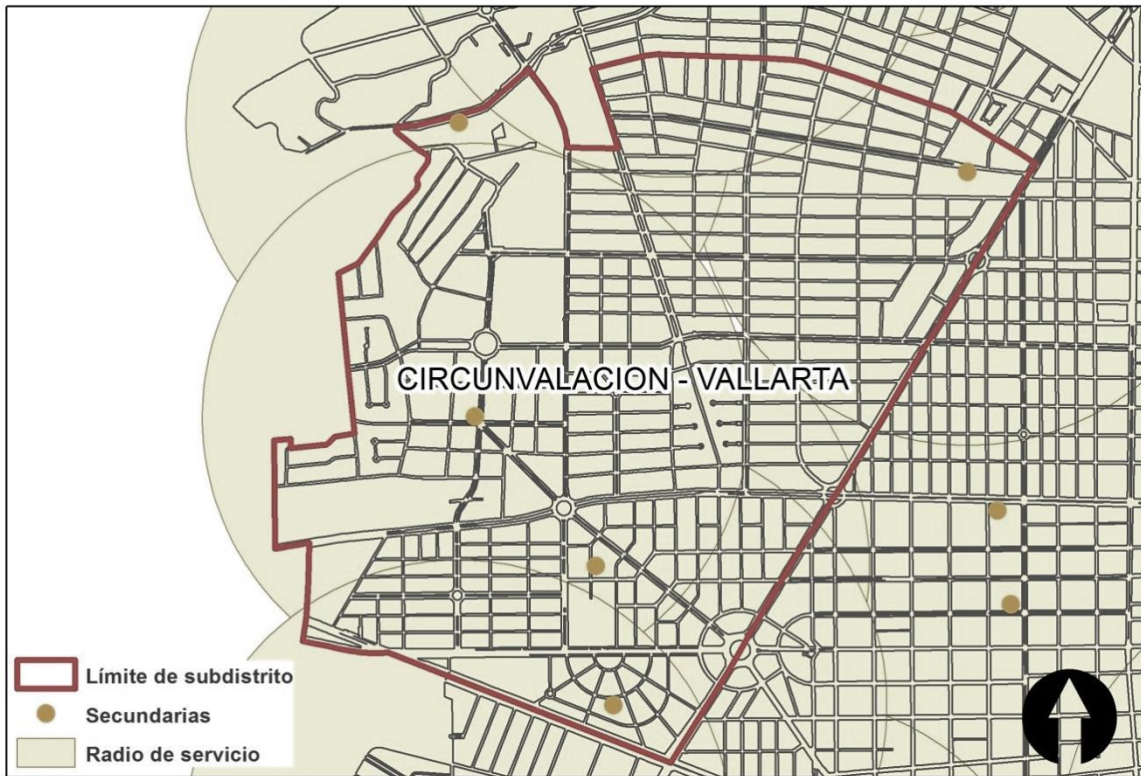 CIRCUNVALACION - VALLARTA
Límite de subdistrito
Secundarias
Radio de servicio